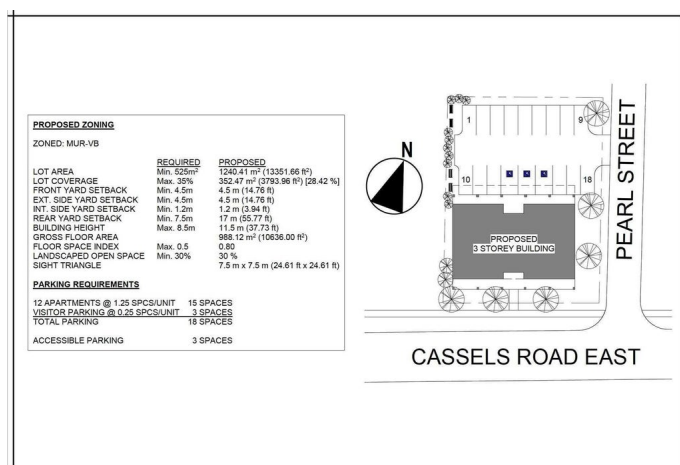 PROPOSED ZONING
ZONED: MUR-VB
REQUIRED PROPOSED
LOT AREA Min. 525m² 1240.41 m² (13351.66 ft²)
LOT COVERAGE Max. 35% 352.47 m² (3793.96 ft²) [28.42 %]
FRONT YARD SETBACK Min. 4.5m 4.5 m (14.76 ft)
EXT. SIDE YARD SETBACK Min. 4.5m 4.5 m (14.76 ft)
INT. SIDE YARD SETBACK Min. 1.2m 1.2 m (3.94 ft)
REAR YARD SETBACK Min. 7.5m 17 m (55.77 ft)
BUILDING HEIGHT Max. 8.5m 11.5 m (37.73 ft)
GROSS FLOOR AREA 988.12 m² (10636.00 ft²)
FLOOR SPACE INDEX Max. 0.5 0.80
LANDSCAPED OPEN SPACE Min. 30% 30 %
SIGHT TRIANGLE 7.5 m x 7.5 m (24.61 ft x 24.61 ft)
PARKING REQUIREMENTS
12 APARTMENTS @ 1.25 SPCS/UNIT 15 SPACES
VISITOR PARKING @ 0.25 SPCS/UNIT 3 SPACES
TOTAL PARKING 18 SPACES
ACCESSIBLE PARKING 3 SPACES
N
1 9
10 18
PROPOSED
3 STOREY BUILDING
PEARL STREET
CASSELS ROAD EAST